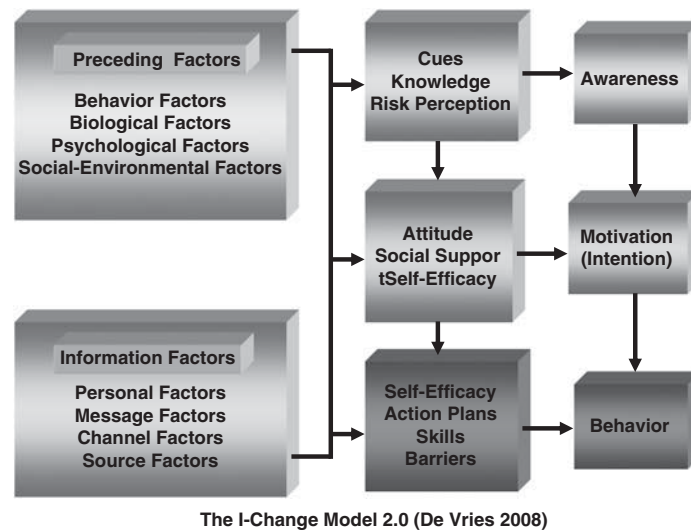 Preceding Factors
Behavior Factors
Biological Factors
Psychological Factors
Social-Environmental Factors
Information Factors
Personal Factors
Message Factors
Channel Factors
Source Factors
Cues
Knowledge
Risk Perception
Awareness
Attitude
Social Suppor
tSelf-Efficacy
Motivation
(Intention)
Self-Efficacy
Action Plans
Skills
Barriers
Behavior
The I-Change Model 2.0 (De Vries 2008)